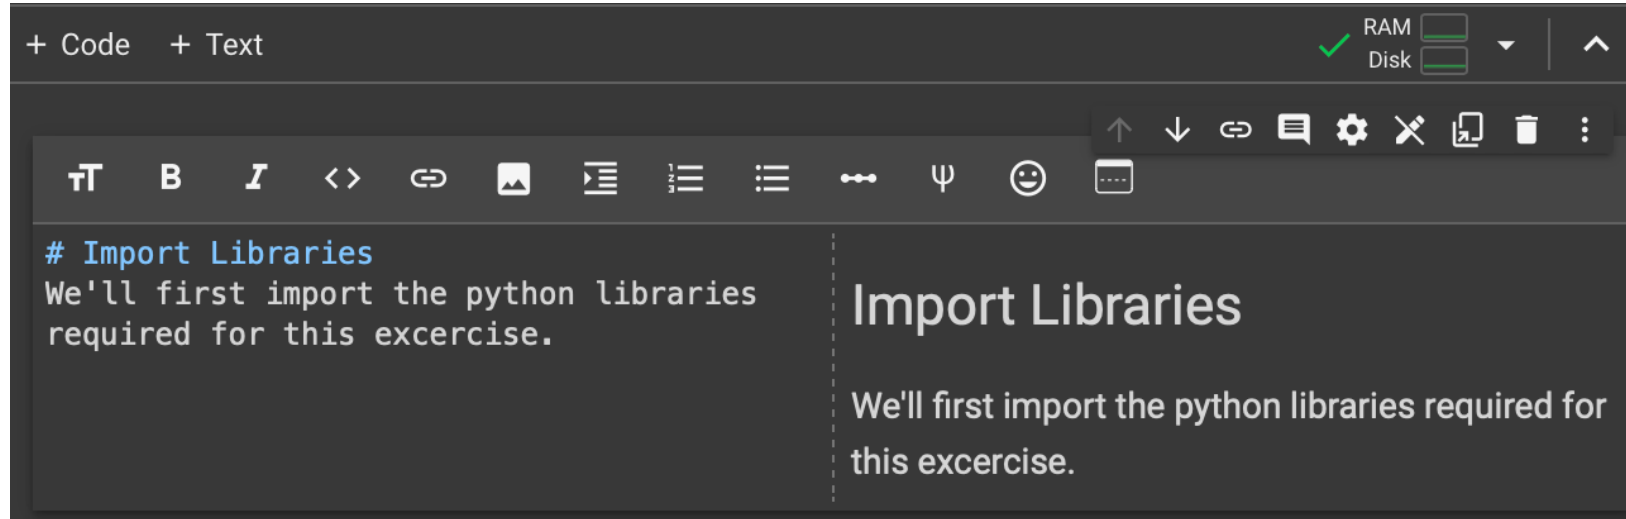 + Code + Text
RAM
Disk
# Import Libraries
We'll first import the python libraries
required for this excercise.
Import Libraries
We'll first import the python libraries required for
this excercise.